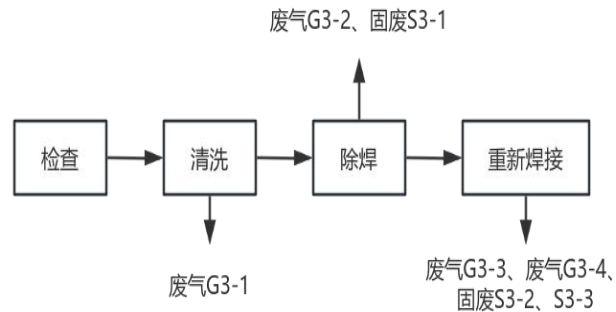 废气G3-2、固废S3-1
检查
清洗
除焊
重新焊接
废气G3-1
废气G3-3、废气G3-4、
固废S3-2、S3-3